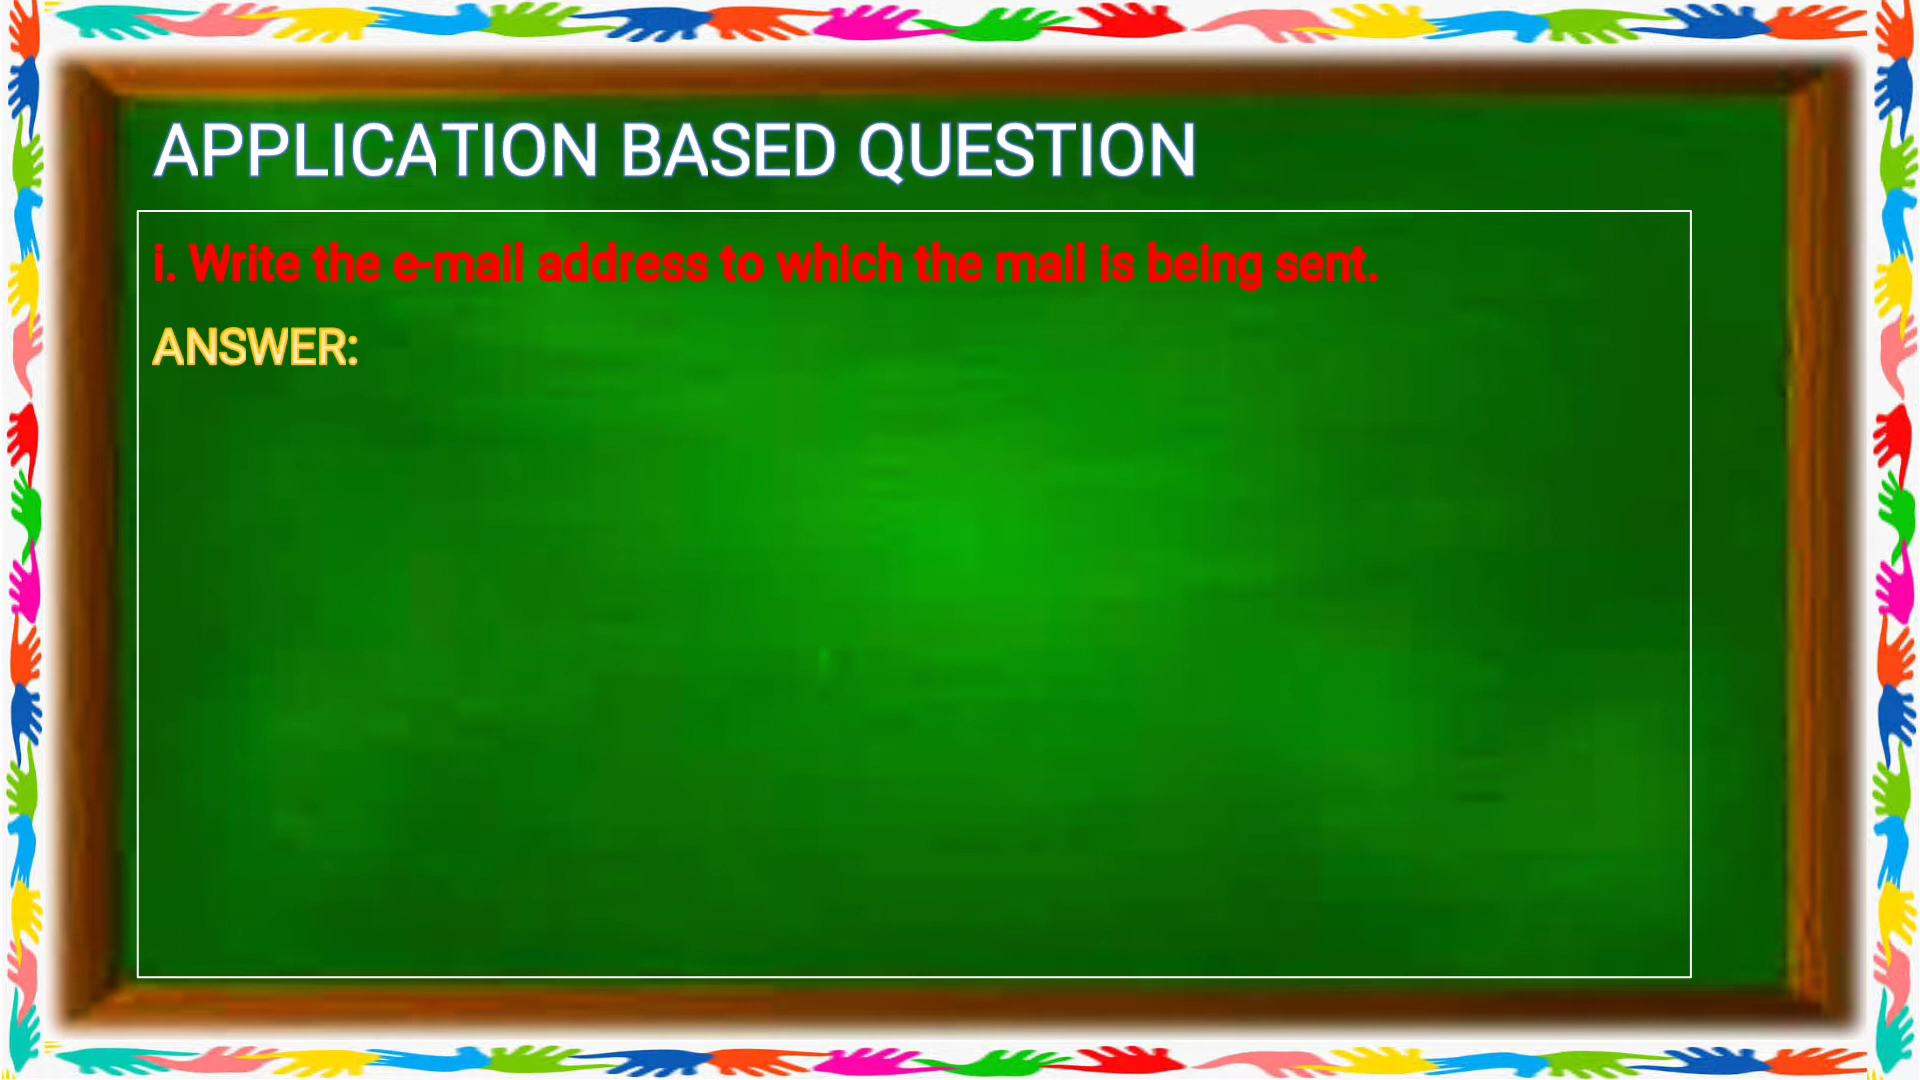 APPLICATION BASED QUESTION
i. Write the e-mail address to which the mail is being sent.
ANSWER: